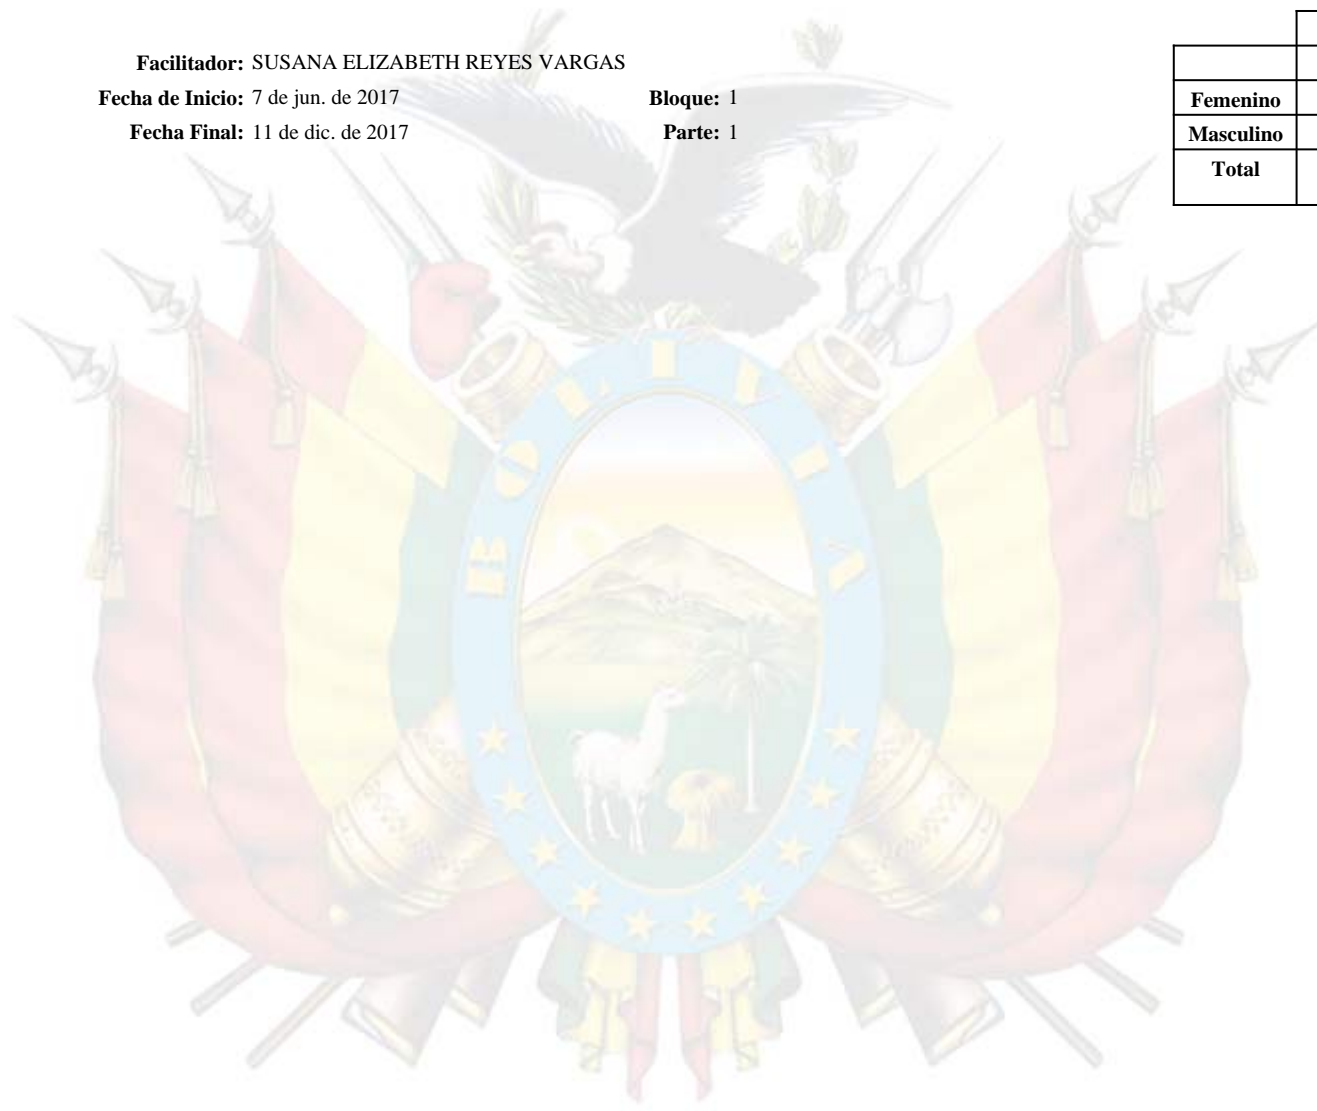 Facilitador: SUSANA ELIZABETH REYES VARGAS
Fecha de Inicio: 7 de jun. de 2017 Bloque: 1
Fecha Final: 11 de dic. de 2017 Parte: 1
Femenino
Masculino
Total
BOLIVIA